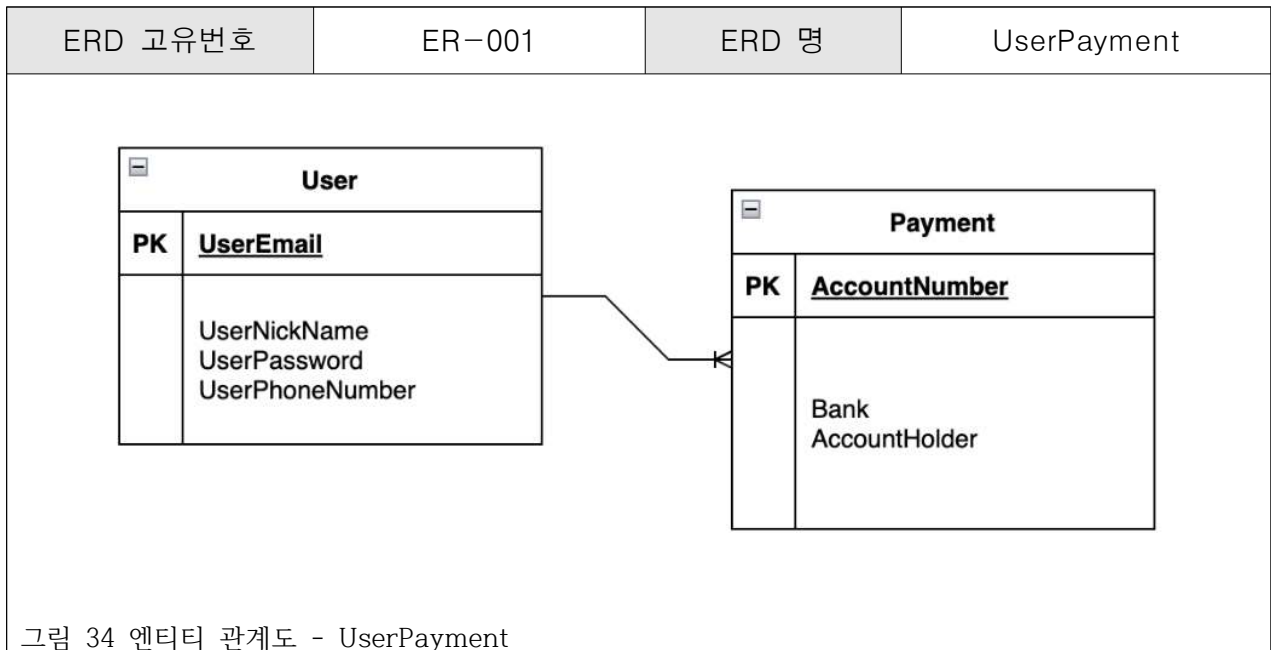 ERD 고유번호 ER-001 ERD 명 UserPayment
User
PK UserEmail
UserNickName
UserPassword
UserPhoneNumber
Payment
PK AccountNumber
Bank
AccountHolder
그림 34 엔티티 관계도 - UserPayment